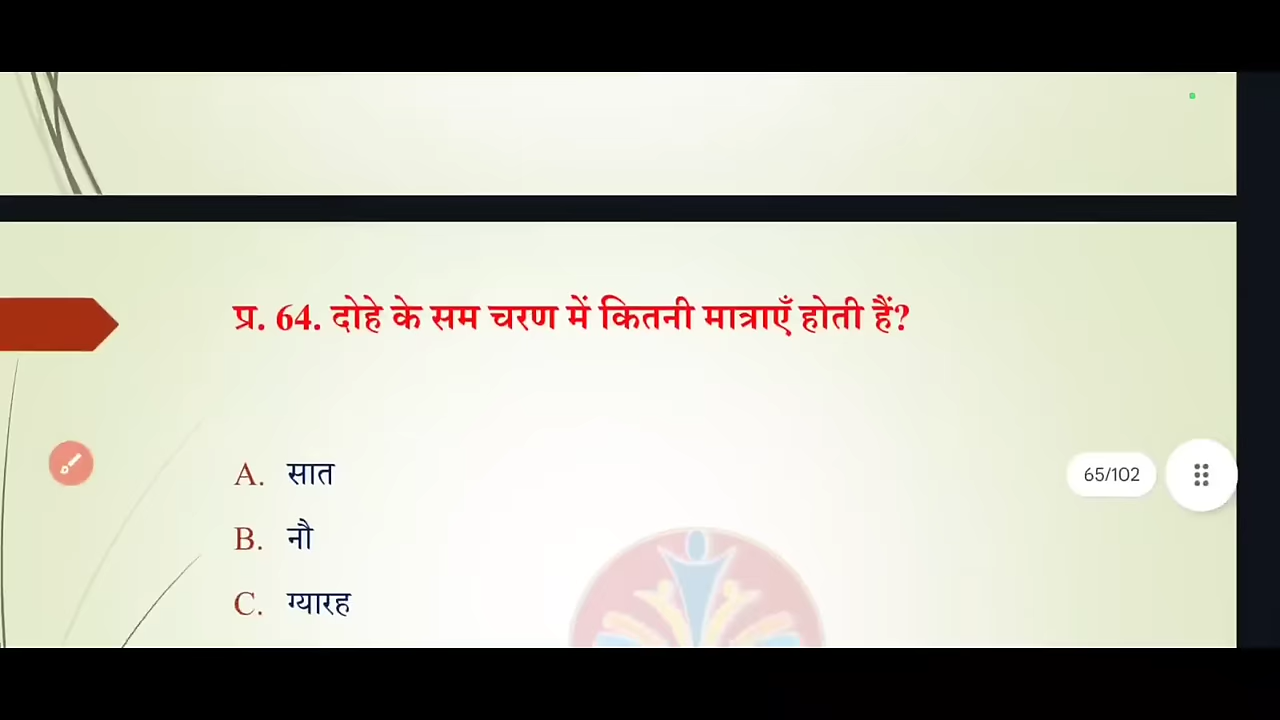 प्र. 64. दोहे के सम चरण में कितनी मात्राएँ होती हैं?
A. सात
65/102
B. नौ
C. ग्यारह